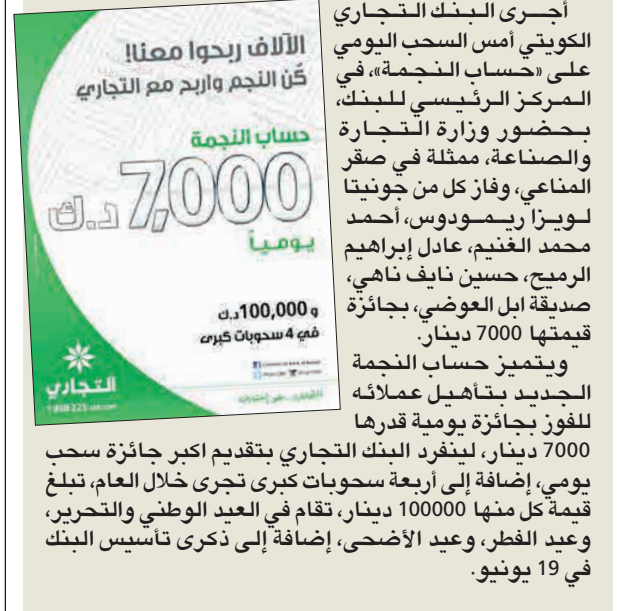 أجرى البنك التجاري
الكويتي أمس السحب اليومي
على «حساب النجمة»، في
المركز الرئيسي للبنك،
بحضور وزارة التجارة
والصناعة، ممثلة في صقر
المناعي، وفاز كل من جونيتا
لويزا ريمودوس، أحمد
محمد الغنيم، عادل إبراهيم
الرميح، حسين نايف ناهي،
صديقة ابل العوضي، بجائزة
قيمتها 7000 دينار.
ويتميز حساب النجمة
الجديد بتأهيل عملائه
للفوز بجائزة يومية قدرها
7000 دينار، لينفرد البنك التجاري بتقديم اكبر جائزة سحب
يومي، إضافة إلى أربعة سحوبات كبرى تجرى خلال العام، تبلغ
قيمة كل منها 100000 دينار، تقام في العيد الوطني والتحرير،
وعيد الفطر، وعيد الأضحى، إضافة إلى ذكرى تأسيس البنك
في 19 يونيو.
الآلاف ربحوا معنا!
كُن النجم واربح مع التجاري
حساب النجمة
7,000 د.ك
يومياً
و 100,000 د.ك
في 4 سحوبات كبرى
التجاري
1 888 225